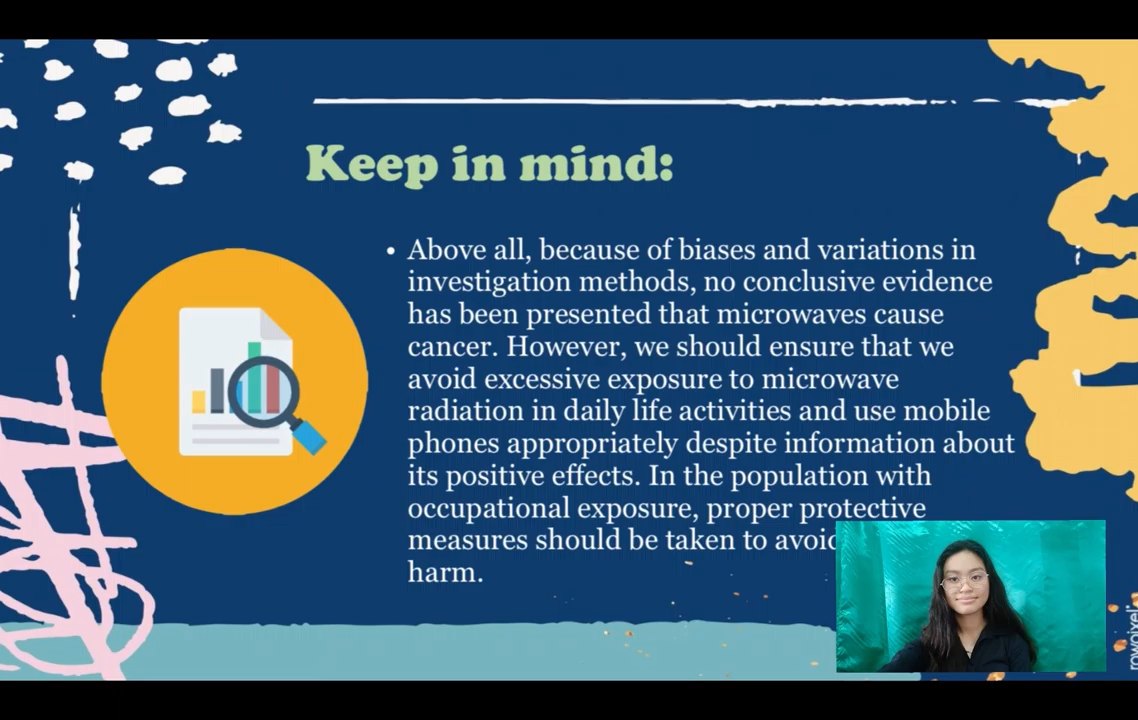 Keep in mind:
• Above all, because of biases and variations in
investigation methods, no conclusive evidence
has been presented that microwaves cause
cancer. However, we should ensure that we
avoid excessive exposure to microwave
radiation in daily life activities and use mobile
phones appropriately despite information about
its positive effects. In the population with
occupational exposure, proper protective
measures should be taken to avoid
harm.
rawpixel